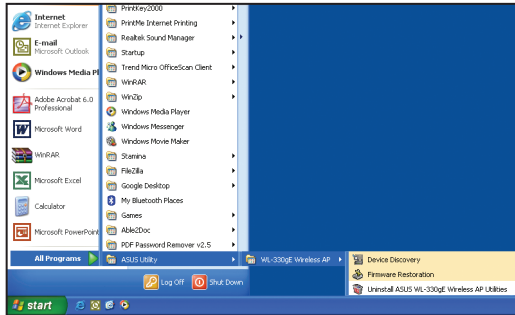 Internet
Internet Explorer
E-mail
Microsoft Outlook
Windows Media Pl
Adobe Acrobat 6.0
Professional
Microsoft Word
WinRAR
Microsoft Excel
Calculator
Microsoft PowerPoint
All Programs
PrintKey2000
PrintMe Internet Printing
Realtek Sound Manager
Startup
Trend Micro OfficeScan Client
WinRAR
WinZip
Windows Media Player
Windows Messenger
Windows Movie Maker
Stamina
FileZilla
Google Desktop
My Bluetooth Places
Games
Able2Doc
PDF Password Remover v2.5
ASUS Utility
WL-330gE Wireless AP
Device Discovery
Firmware Restoration
Uninstall ASUS WL-330gE Wireless AP Utilities
Log Off
Shut Down
start